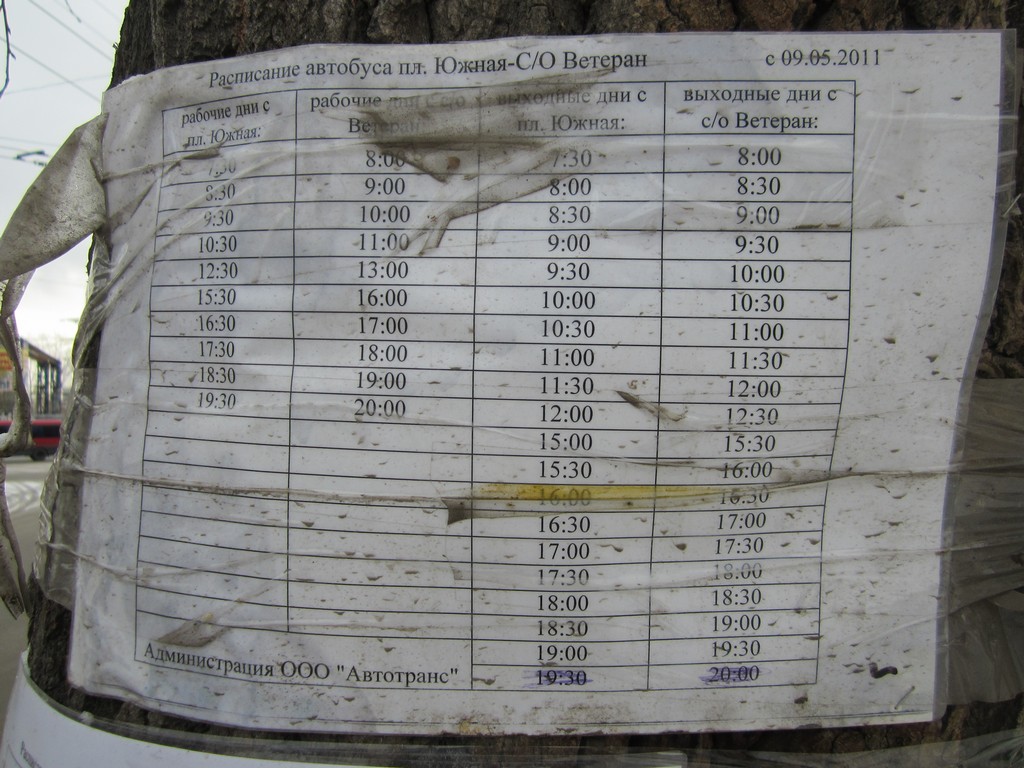 Расписание автобуса пл. Южная-С/О Ветеран с 09.05.2011
рабочие дни с пл. Южная: рабочие дни с с/о Ветеран выходные дни с пл. Южная: выходные дни с с/о Ветеран:
7:30 8:00 7:30 8:00
8:30 9:00 8:00 8:30
9:30 10:00 8:30 9:00
10:30 11:00 9:00 9:30
12:30 13:00 9:30 10:00
15:30 16:00 10:00 10:30
16:30 17:00 10:30 11:00
17:30 18:00 11:00 11:30
18:30 19:00 11:30 12:00
19:30 20:00 12:00 12:30
15:00 15:30
15:30 16:00
16:00 16:30
16:30 17:00
17:00 17:30
17:30 18:00
18:00 18:30
18:30 19:00
19:00 19:30
19:30 20:00
Администрация ООО "Автотранс"